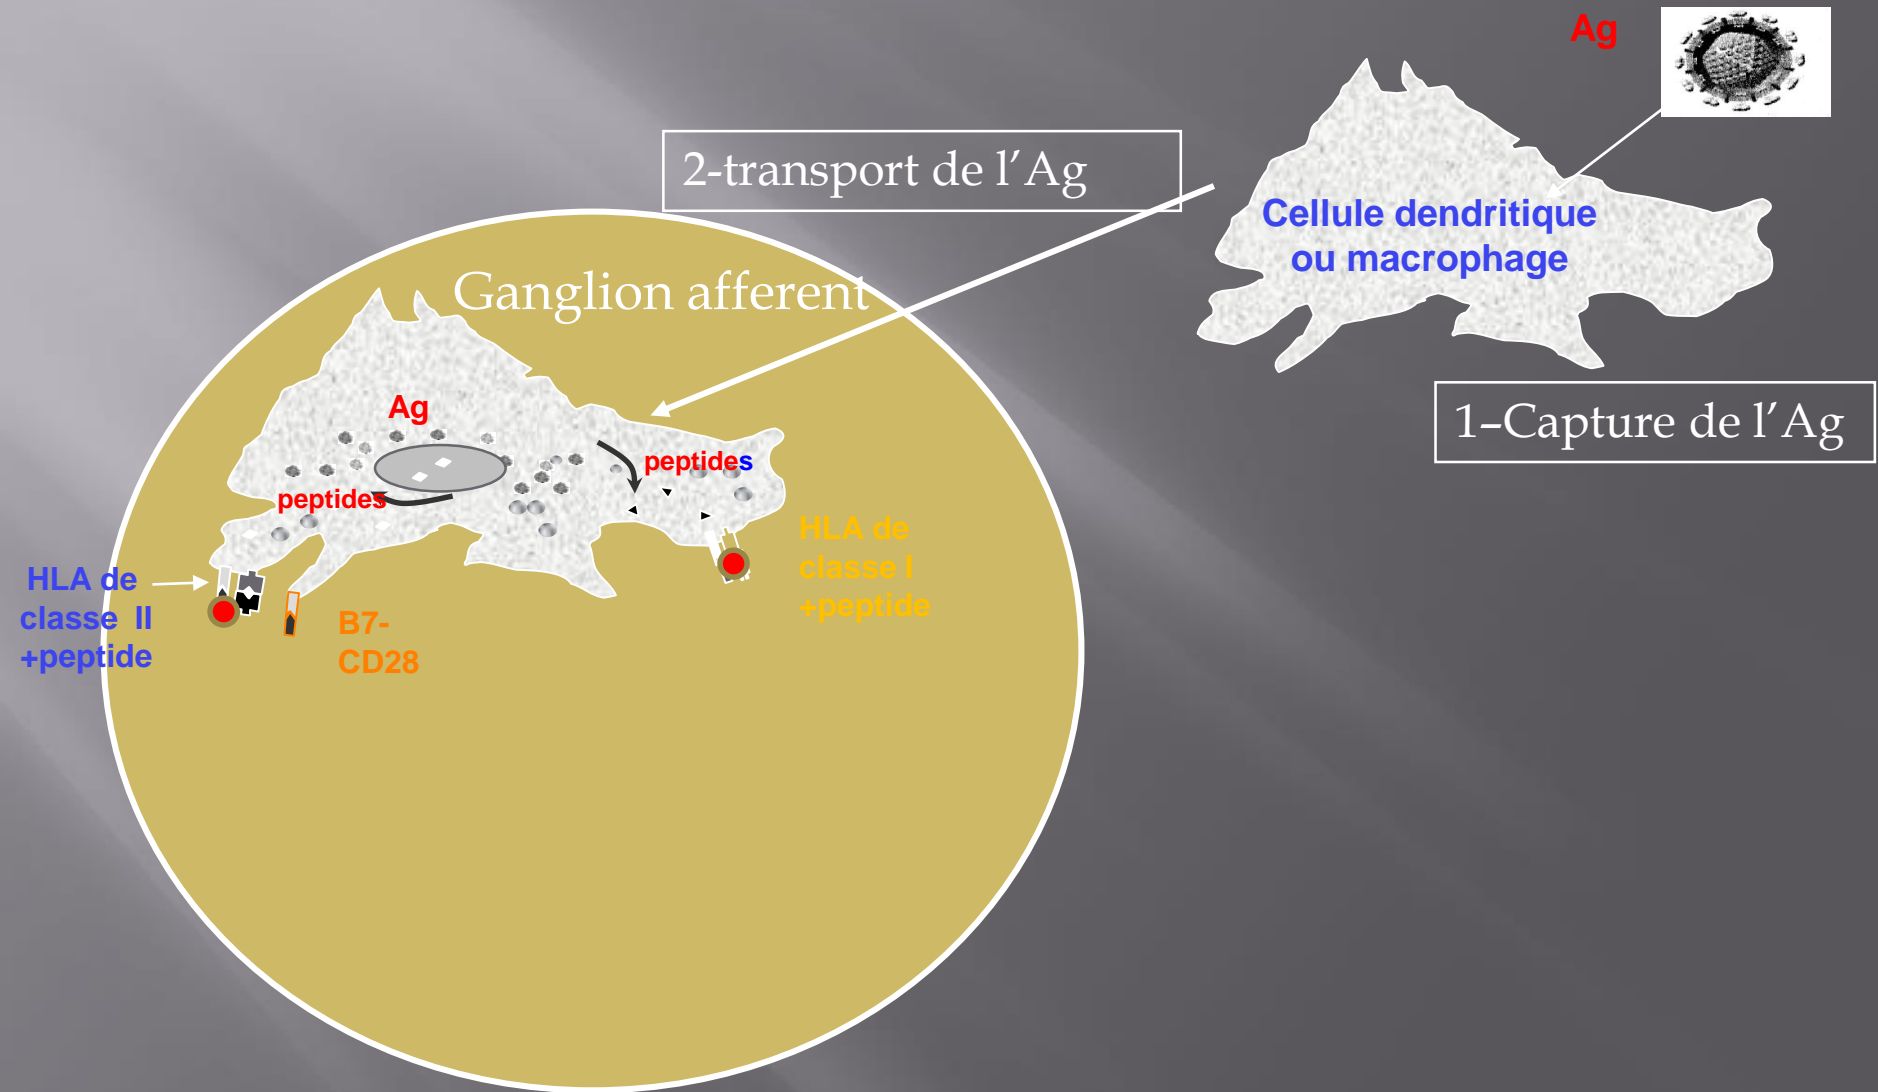 Ag
Cellule dendritique
ou macrophage
1–Capture de l’Ag
2-transport de l’Ag
Ganglion afferent
Ag
peptides
peptides
HLA de
classe I
+peptide
HLA de
classe II
+peptide
B7-
CD28